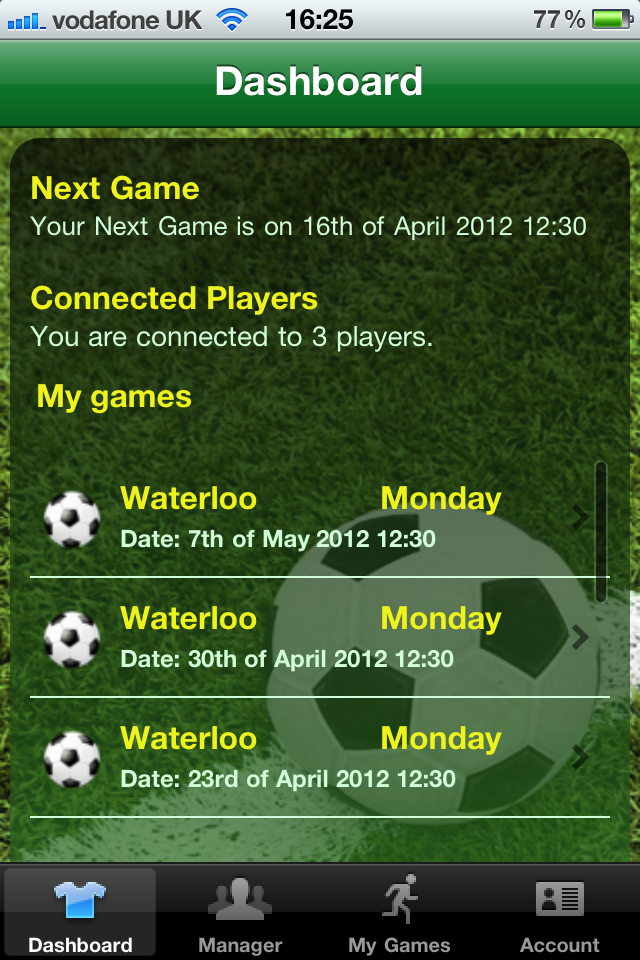 vodafone UK 16:25 77%
Dashboard
Next Game
Your Next Game is on 16th of April 2012 12:30
Connected Players
You are connected to 3 players.
My games
Waterloo Monday
Date: 7th of May 2012 12:30
Waterloo Monday
Date: 30th of April 2012 12:30
Waterloo Monday
Date: 23rd of April 2012 12:30
Dashboard Manager My Games Account